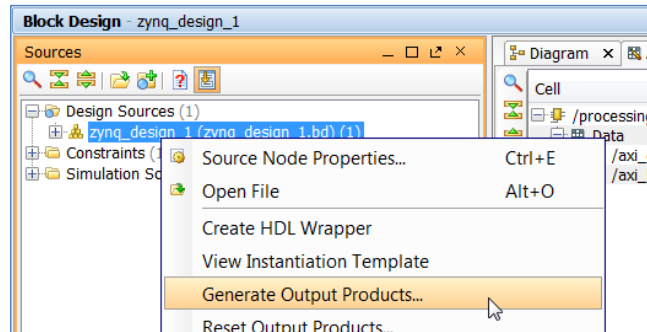 Block Design - zynq_design_1
Sources
Diagram
Cell
Design Sources (1)
zynq_design_1 (zynq_design_1.bd) (1)
Constraints (
Simulation Sc
/processing
Data
/axi_
/axi_
Source Node Properties... Ctrl+E
Open File Alt+O
Create HDL Wrapper
View Instantiation Template
Generate Output Products...
Reset Output Products...